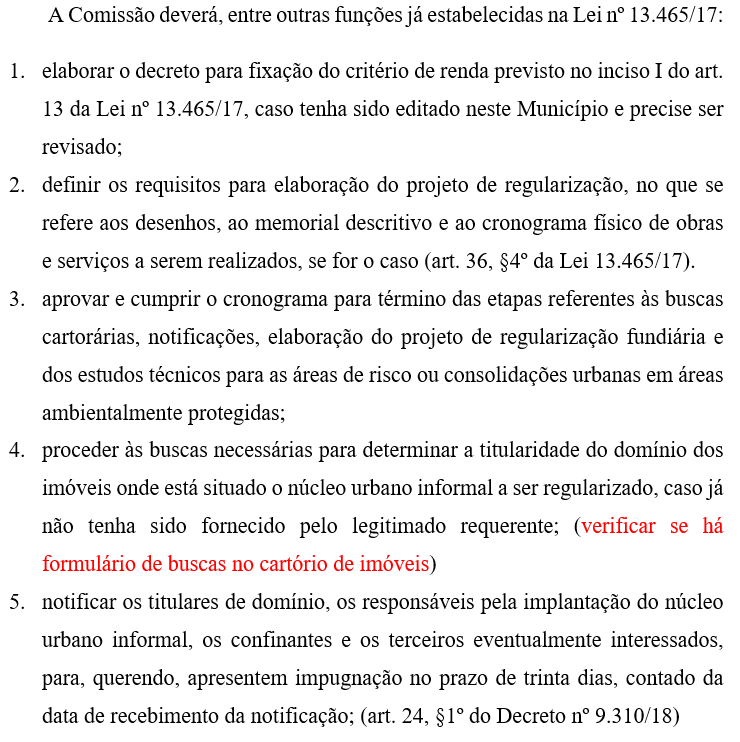 A Comissão deverá, entre outras funções já estabelecidas na Lei nº 13.465/17:
1. elaborar o decreto para fixação do critério de renda previsto no inciso I do art.
13 da Lei nº 13.465/17, caso tenha sido editado neste Município e precise ser
revisado;
2. definir os requisitos para elaboração do projeto de regularização, no que se
refere aos desenhos, ao memorial descritivo e ao cronograma físico de obras
e serviços a serem realizados, se for o caso (art. 36, §4º da Lei 13.465/17).
3. aprovar e cumprir o cronograma para término das etapas referentes às buscas
cartorárias, notificações, elaboração do projeto de regularização fundiária e
dos estudos técnicos para as áreas de risco ou consolidações urbanas em áreas
ambientalmente protegidas;
4. proceder às buscas necessárias para determinar a titularidade do domínio dos
imóveis onde está situado o núcleo urbano informal a ser regularizado, caso já
não tenha sido fornecido pelo legitimado requerente; (verificar se há
formulário de buscas no cartório de imóveis)
5. notificar os titulares de domínio, os responsáveis pela implantação do núcleo
urbano informal, os confinantes e os terceiros eventualmente interessados,
para, querendo, apresentem impugnação no prazo de trinta dias, contado da
data de recebimento da notificação; (art. 24, §1º do Decreto nº 9.310/18)